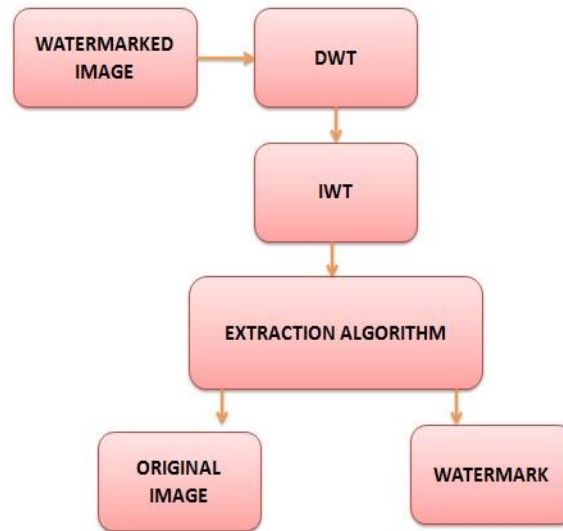 WATERMARKED
IMAGE
DWT
IWT
EXTRACTION ALGORITHM
ORIGINAL
IMAGE
WATERMARK